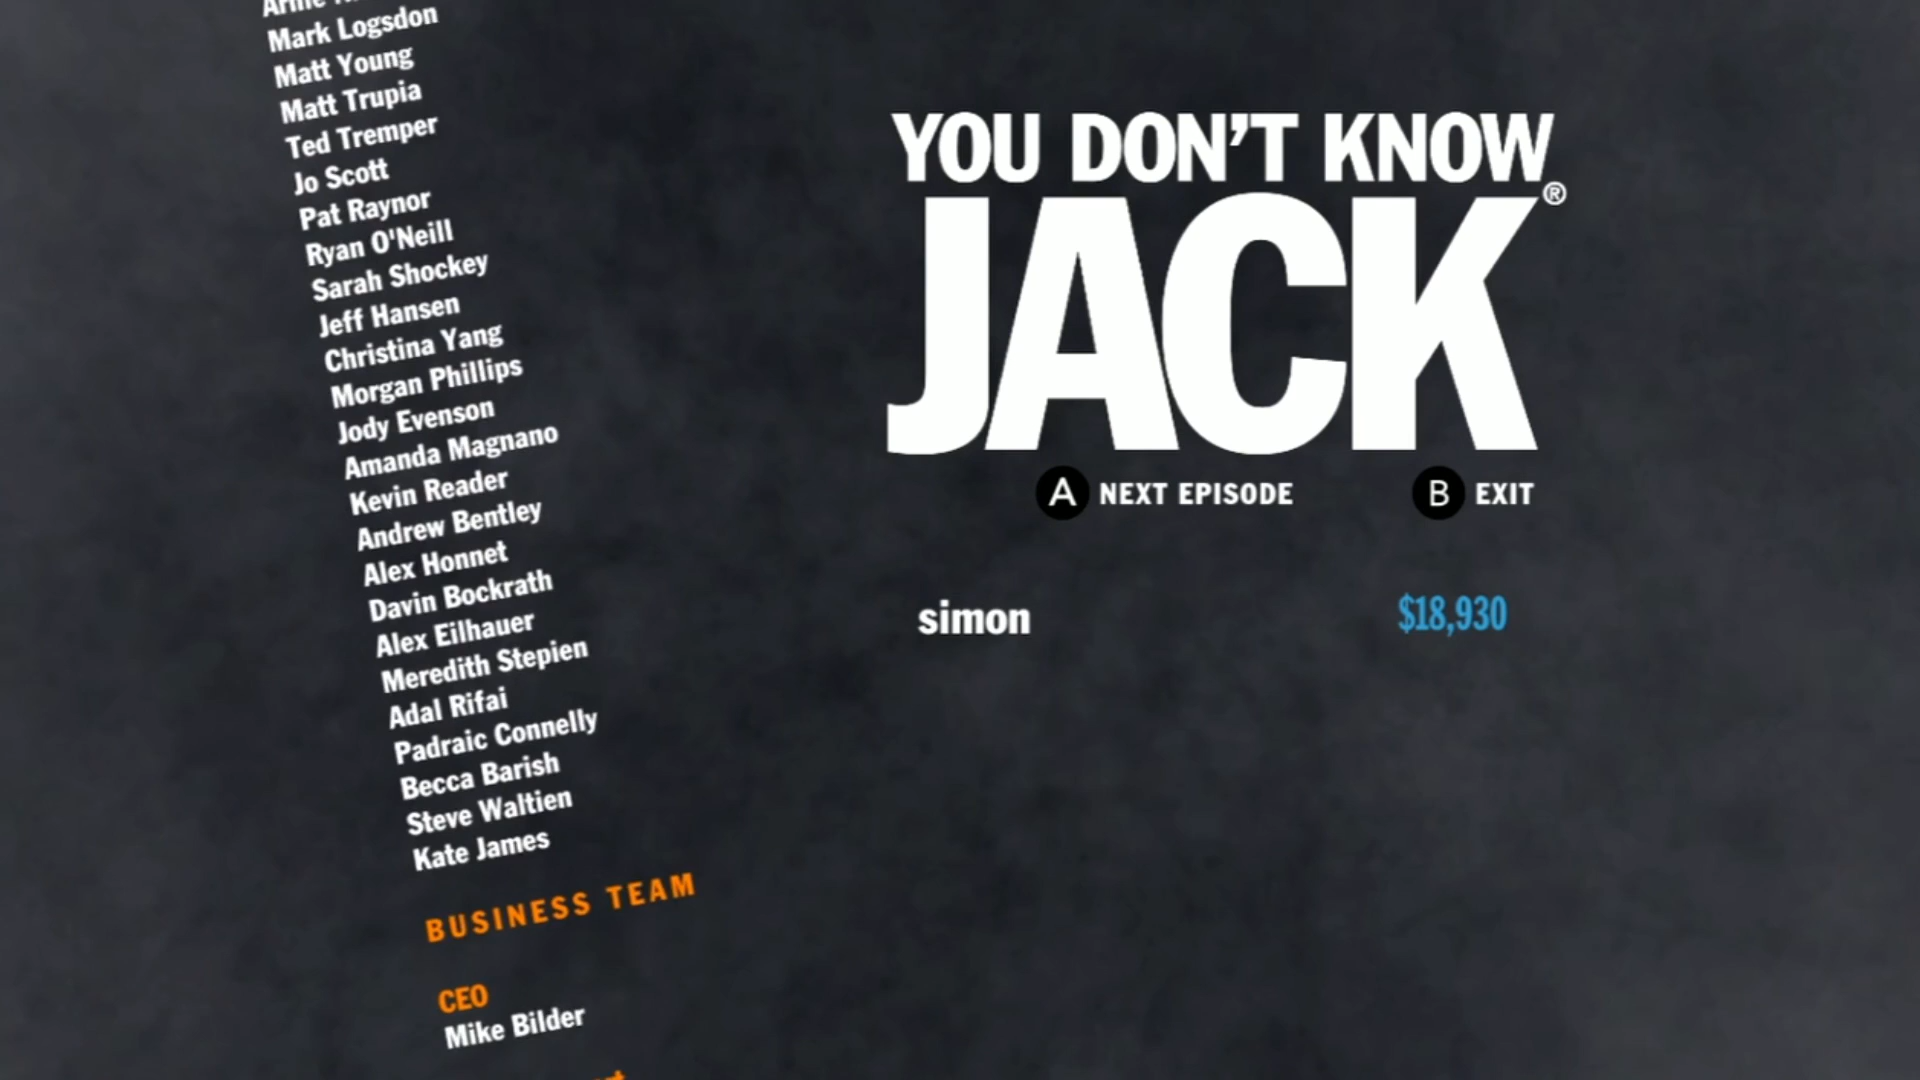 Mark Logsdon
Matt Young
Matt Trupia
Ted Tremper
Jo Scott
Pat Raynor
Ryan O'Neill
Sarah Shockey
Jeff Hansen
Christina Yang
Morgan Phillips
Jody Evenson
Amanda Magnano
Kevin Reader
Andrew Bentley
Alex Honnet
Davin Bockrath
Alex Eilhauer
Meredith Stepien
Adal Rifai
Padraic Connelly
Becca Barish
Steve Waltien
Kate James
BUSINESS TEAM
CEO
Mike Bilder
YOU DON'T KNOW
JACK®
A NEXT EPISODE B EXIT
simon $18,930